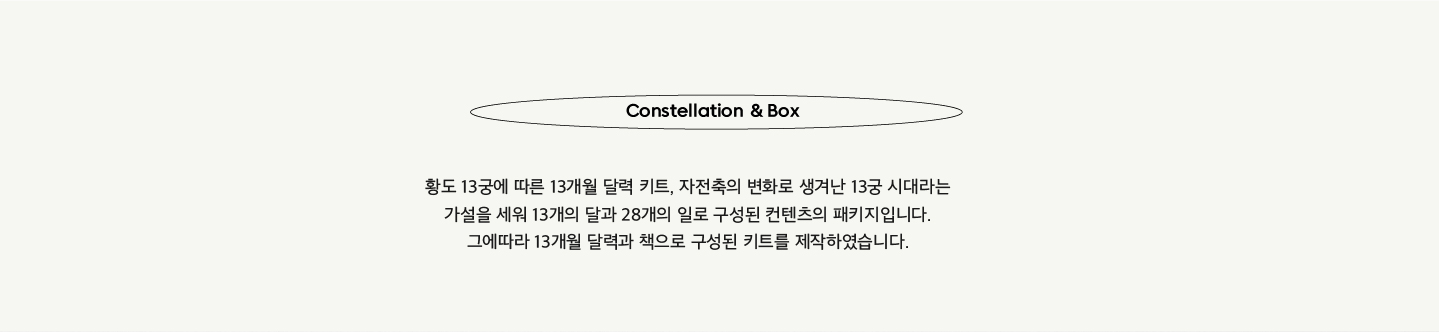 Constellation & Box
황도 13궁에 따른 13개월 달력 키트, 자전축의 변화로 생겨난 13궁 시대라는
가설을 세워 13개의 달과 28개의 일로 구성된 컨텐츠의 패키지입니다.
그에따라 13개월 달력과 책으로 구성된 키트를 제작하였습니다.